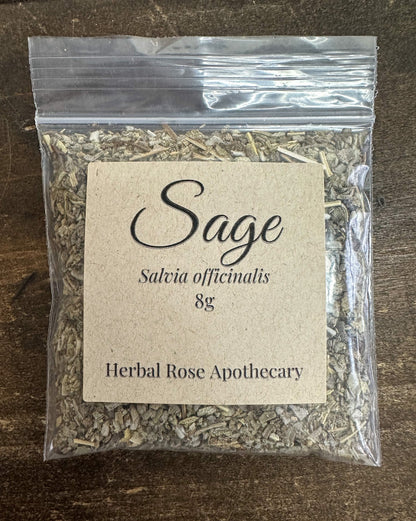 Sage
Salvia officinalis
8g
Herbal Rose Apothecary